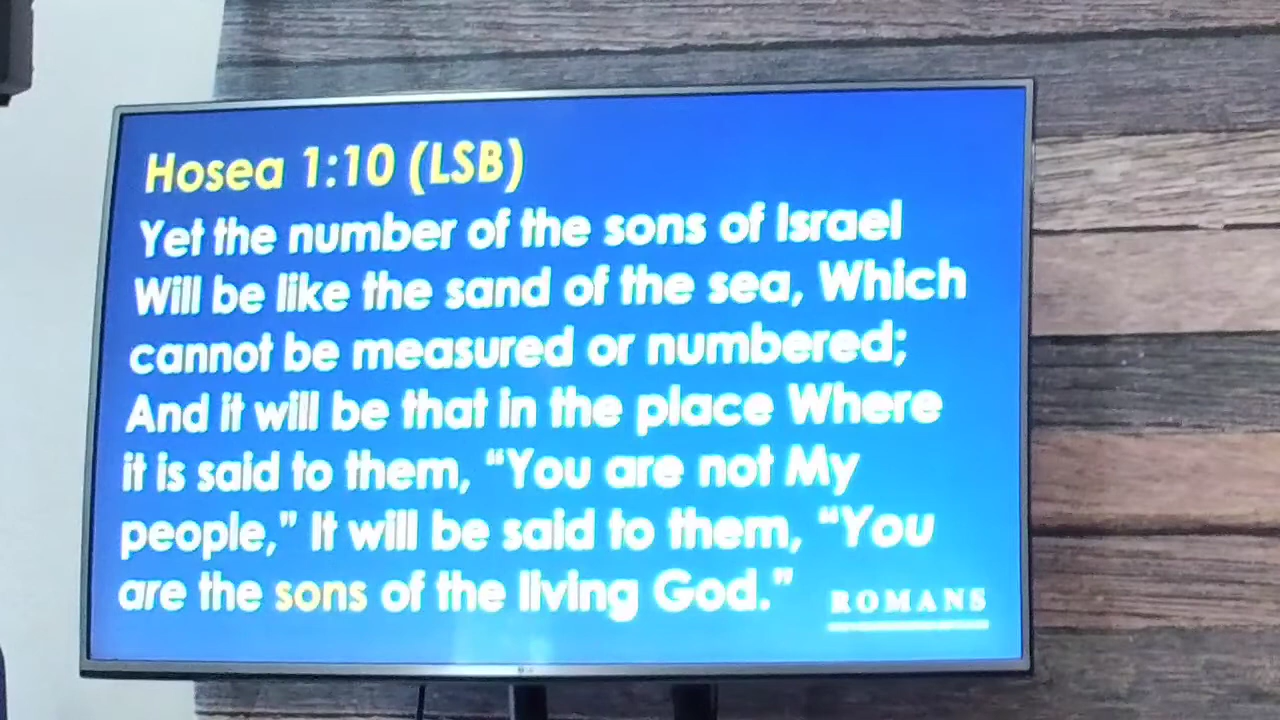 Hosea 1:10 (LSB)
Yet the number of the sons of Israel
Will be like the sand of the sea, Which
cannot be measured or numbered;
And it will be that in the place Where
it is said to them, “You are not My
people,” It will be said to them, “You
are the sons of the living God.”
ROMANS
LG